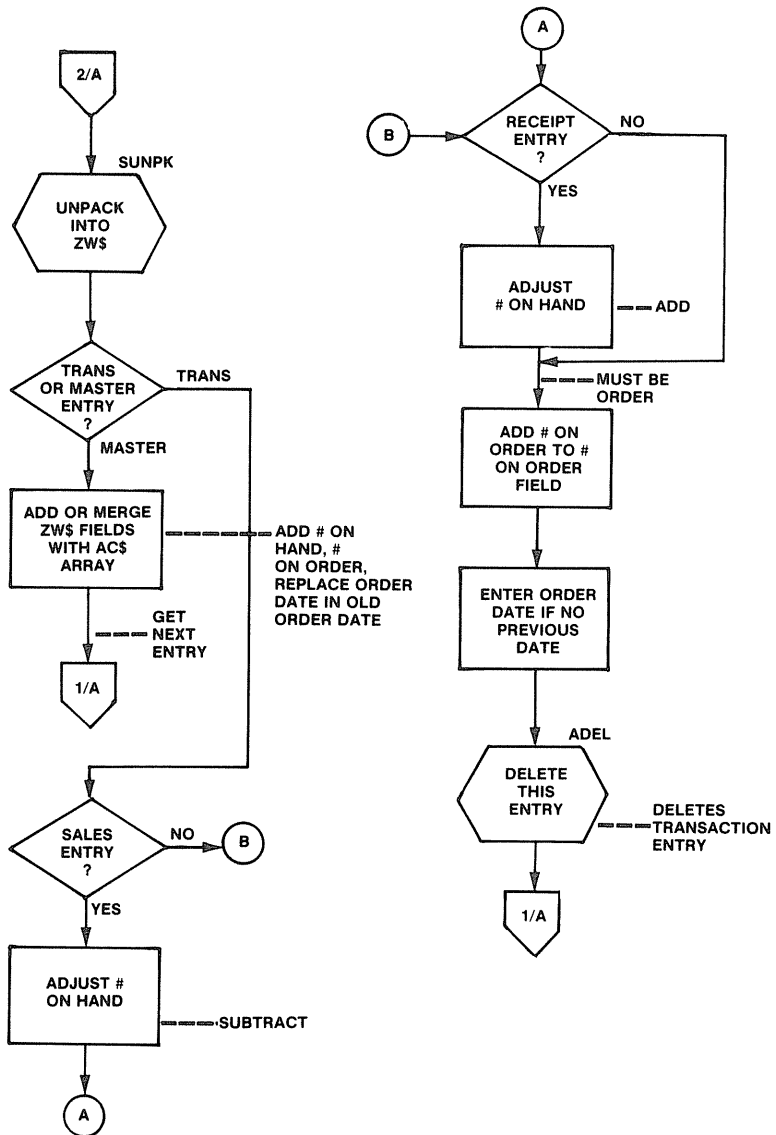 2/A
SUNPK
UNPACK
INTO
ZW$
TRANS
OR MASTER
ENTRY
?
TRANS
MASTER
ADD OR MERGE
ZW$ FIELDS
WITH AC$
ARRAY
ADD # ON
HAND, #
ON ORDER,
REPLACE ORDER
DATE IN OLD
ORDER DATE
GET
NEXT
ENTRY
1/A
SALES
ENTRY
?
NO
B
YES
ADJUST #
ON HAND
SUBTRACT
A
A
B
RECEIPT
ENTRY
?
NO
YES
ADJUST
# ON HAND
ADD
MUST BE
ORDER
ADD # ON
ORDER TO #
ON ORDER
FIELD
ENTER ORDER
DATE IF NO
PREVIOUS
DATE
ADEL
DELETE
THIS
ENTRY
DELETES
TRANSACTION
ENTRY
1/A